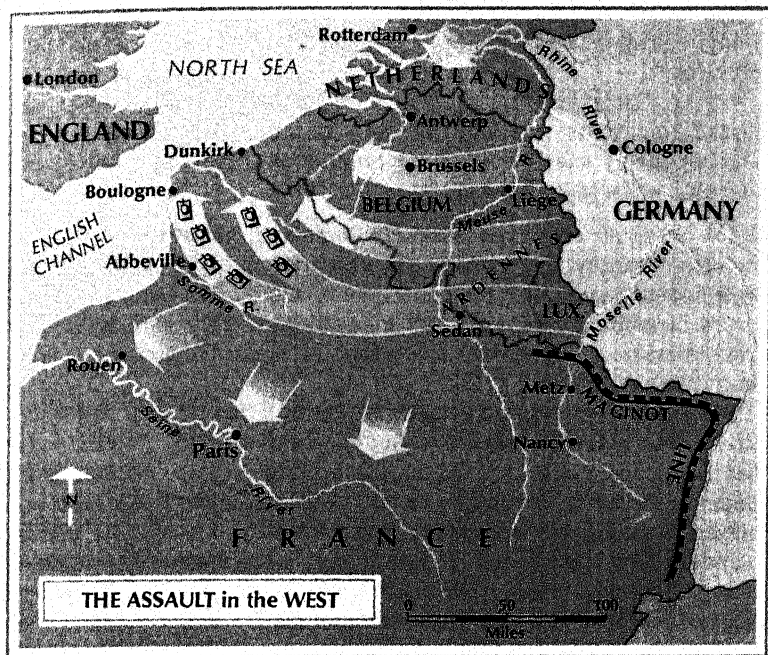 Rotterdam
London
NORTH SEA
Rhine
River
NETHERLANDS
ENGLAND
Antwerp
Cologne
Dunkirk
R.
Brussels
Boulogne
BELGIUM
Meuse
Liège
GERMANY
ENGLISH
CHANNEL
Abbeville
ARDENNES
River
Somme R.
LUX.
Moselle
Sedan
Rouen
Metz
MAGINOT
LINE
Seine
Paris
Nancy
River
N
FRANCE
THE ASSAULT in the WEST
0 50 100
Miles